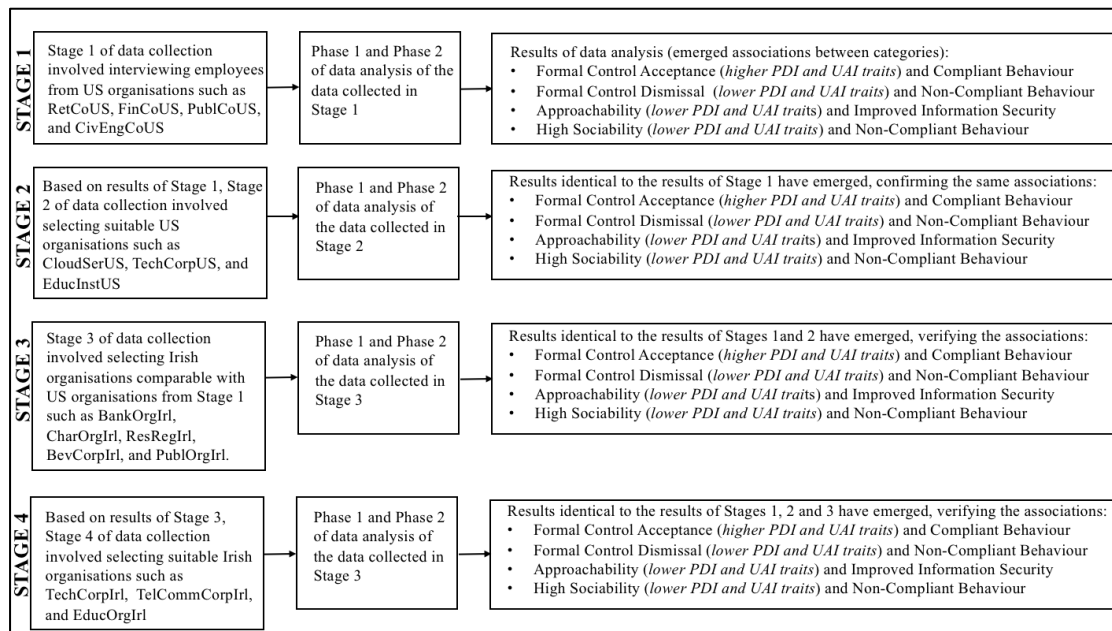 STAGE 1
Stage 1 of data collection
involved interviewing employees
from US organisations such as
RetCoUS, FinCoUS, PublCoUS,
and CivEngCoUS
Phase 1 and Phase 2
of data analysis of the
data collected in
Stage 1
Results of data analysis (emerged associations between categories):
• Formal Control Acceptance (higher PDI and UAI traits) and Compliant Behaviour
• Formal Control Dismissal (lower PDI and UAI traits) and Non-Compliant Behaviour
• Approachability (lower PDI and UAI traits) and Improved Information Security
• High Sociability (lower PDI and UAI traits) and Non-Compliant Behaviour
STAGE 2
Based on results of Stage 1, Stage
2 of data collection involved
selecting suitable US
organisations such as
CloudSerUS, TechCorpUS, and
EducInstUS
Phase 1 and Phase 2
of data analysis of
the data collected in
Stage 2
Results identical to the results of Stage 1 have emerged, confirming the same associations:
• Formal Control Acceptance (higher PDI and UAI traits) and Compliant Behaviour
• Formal Control Dismissal (lower PDI and UAI traits) and Non-Compliant Behaviour
• Approachability (lower PDI and UAI traits) and Improved Information Security
• High Sociability (lower PDI and UAI traits) and Non-Compliant Behaviour
STAGE 3
Stage 3 of data collection
involved selecting Irish
organisations comparable with
US organisations from Stage 1
such as BankOrgIrl,
CharOrgIrl, ResRegIrl,
BevCorpIrl, and PublOrgIrl.
Phase 1 and Phase 2
of data analysis of
the data collected in
Stage 3
Results identical to the results of Stages 1and 2 have emerged, verifying the associations:
• Formal Control Acceptance (higher PDI and UAI traits) and Compliant Behaviour
• Formal Control Dismissal (lower PDI and UAI traits) and Non-Compliant Behaviour
• Approachability (lower PDI and UAI traits) and Improved Information Security
• High Sociability (lower PDI and UAI traits) and Non-Compliant Behaviour
STAGE 4
Based on results of Stage 3,
Stage 4 of data collection
involved selecting suitable Irish
organisations such as
TechCorpIrl, TelCommCorpIrl,
and EducOrgIrl
Phase 1 and Phase 2
of data analysis of
the data collected in
Stage 3
Results identical to the results of Stages 1, 2 and 3 have emerged, verifying the associations:
• Formal Control Acceptance (higher PDI and UAI traits) and Compliant Behaviour
• Formal Control Dismissal (lower PDI and UAI traits) and Non-Compliant Behaviour
• Approachability (lower PDI and UAI traits) and Improved Information Security
• High Sociability (lower PDI and UAI traits) and Non-Compliant Behaviour